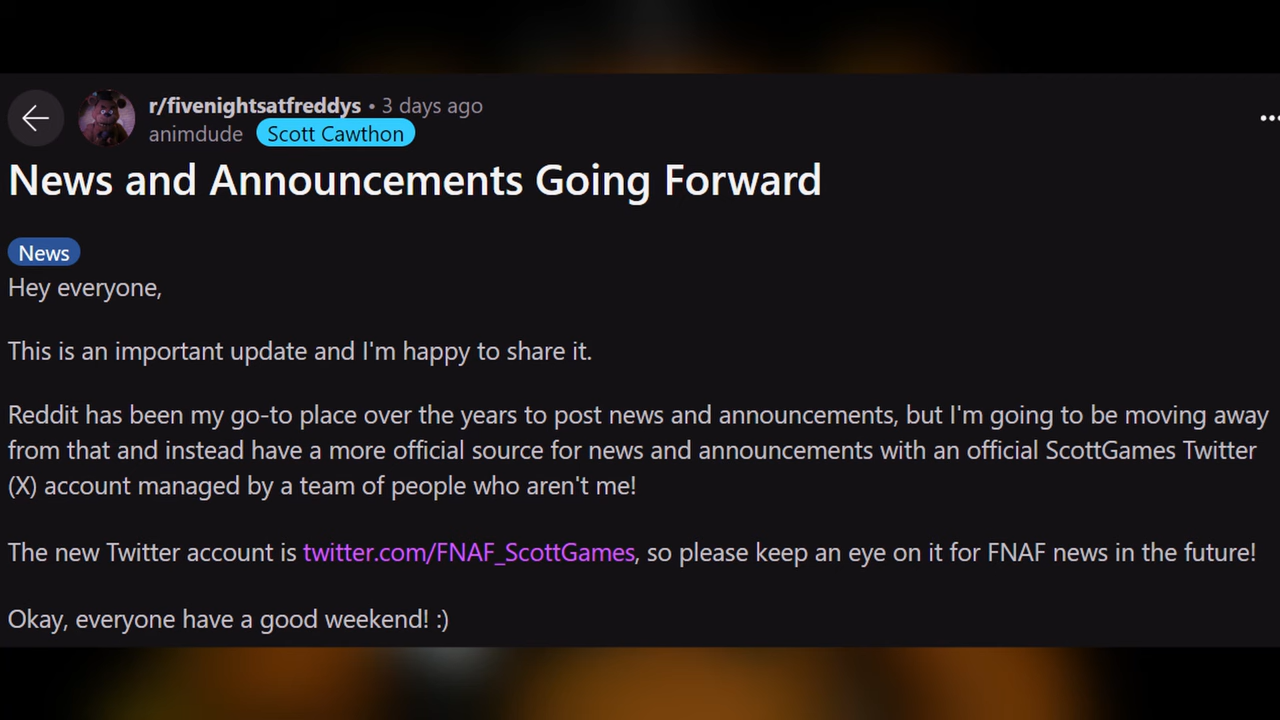 r/fivenightsatfreddys • 3 days ago
animdude Scott Cawthon
News and Announcements Going Forward
News
Hey everyone,
This is an important update and I'm happy to share it.
Reddit has been my go-to place over the years to post news and announcements, but I'm going to be moving away
from that and instead have a more official source for news and announcements with an official ScottGames Twitter
(X) account managed by a team of people who aren't me!
The new Twitter account is twitter.com/FNAF_ScottGames, so please keep an eye on it for FNAF news in the future!
Okay, everyone have a good weekend! :)